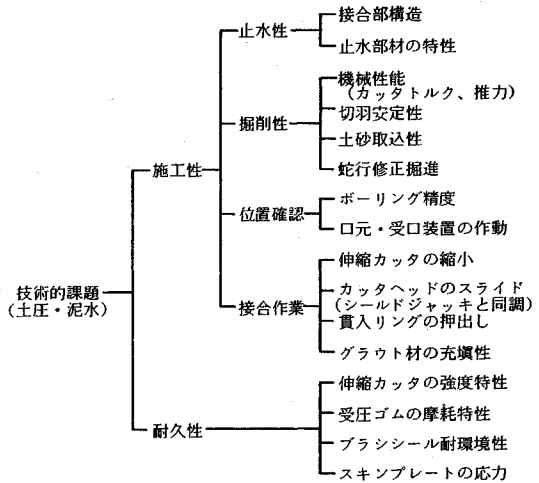 技術的課題
(土圧・泥水)
施工性
止水性
接合部構造
止水部材の特性
掘削性
機械性能
(カッタトルク、推力)
切羽安定性
土砂取込性
蛇行修正掘進
位置確認
ボーリング精度
口元・受口装置の作動
接合作業
伸縮カッタの縮小
カッタヘッドのスライド
(シールドジャッキと同調)
貫入リングの押出し
グラウト材の充塡性
耐久性
伸縮カッタの強度特性
受圧ゴムの摩耗特性
ブラシシール耐環境性
スキンプレートの応力